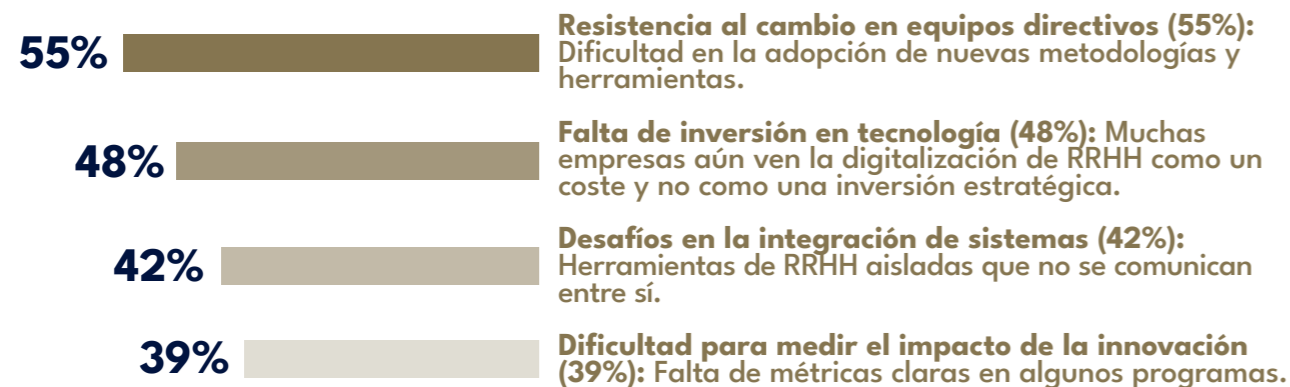 55%
Resistencia al cambio en equipos directivos (55%):
Dificultad en la adopción de nuevas metodologías y
herramientas.
48%
Falta de inversión en tecnología (48%): Muchas
empresas aún ven la digitalización de RRHH como un
coste y no como una inversión estratégica.
42%
Desafíos en la integración de sistemas (42%):
Herramientas de RRHH aisladas que no se comunican
entre sí.
39%
Dificultad para medir el impacto de la innovación
(39%): Falta de métricas claras en algunos programas.